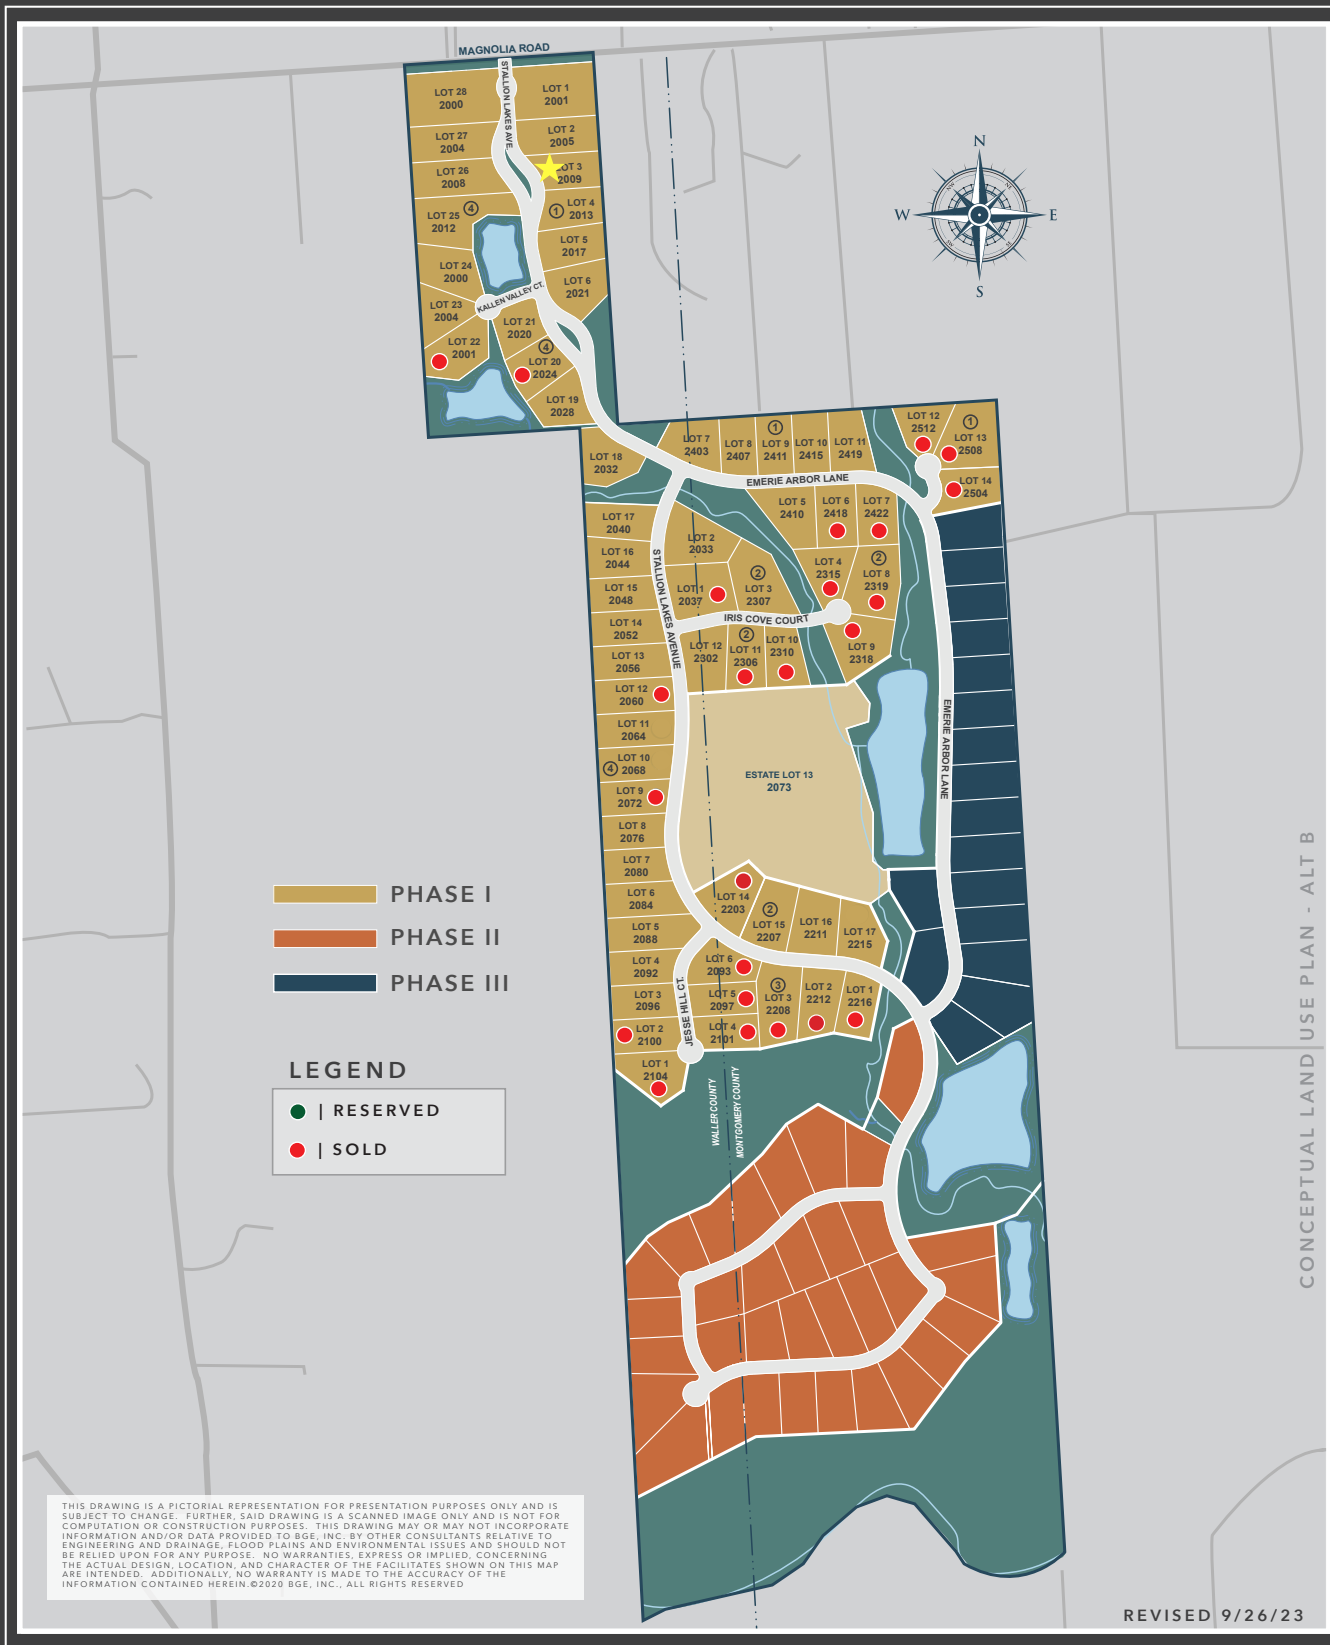 MAGNOLIA ROAD
STALLION LAKES AVE.
LOT 28
2000
LOT 1
2001
LOT 27
2004
LOT 2
2005
LOT 26
2008
OT 3
2009
LOT 25
2012
4
1
LOT 4
2013
LOT 5
2017
LOT 24
2000
LOT 6
2021
KALLEN VALLEY CT.
LOT 23
2004
LOT 21
2020
LOT 22
2001
4
LOT 20
2024
LOT 19
2028
N
W
E
S
LOT 18
2032
LOT 7
2403
LOT 8
2407
1
LOT 9
2411
LOT 10
2415
LOT 11
2419
LOT 12
2512
1
LOT 13
2508
LOT 14
2504
EMERIE ARBOR LANE
LOT 5
2410
LOT 6
2418
LOT 7
2422
LOT 17
2040
LOT 2
2033
LOT 16
2044
LOT 4
2315
2
LOT 8
2319
LOT 15
2048
LOT 1
2037
2
LOT 3
2307
STALLION LAKES AVENUE
IRIS COVE COURT
LOT 14
2052
LOT 12
2302
2
LOT 11
2306
LOT 10
2310
LOT 9
2318
LOT 13
2056
LOT 12
2060
LOT 11
2064
EMERIE ARBOR LANE
LOT 10
4
2068
ESTATE LOT 13
2073
LOT 9
2072
LOT 8
2076
LOT 7
2080
LOT 6
2084
LOT 14
2203
2
LOT 15
2207
LOT 16
2211
LOT 17
2215
LOT 5
2088
LOT 4
2092
LOT 6
2093
LOT 3
2096
JESSE HILL CT.
LOT 5
2097
3
LOT 3
2208
LOT 2
2212
LOT 1
2216
LOT 2
2100
LOT 4
2101
LOT 1
2104
WALLER COUNTY
MONTGOMERY COUNTY
PHASE I
PHASE II
PHASE III
LEGEND
| RESERVED
| SOLD
CONCEPTUAL LAND USE PLAN - ALT B
THIS DRAWING IS A PICTORIAL REPRESENTATION FOR PRESENTATION PURPOSES ONLY AND IS
SUBJECT TO CHANGE. FURTHER, SAID DRAWING IS A SCANNED IMAGE ONLY AND IS NOT FOR
COMPUTATION OR CONSTRUCTION PURPOSES. THIS DRAWING MAY OR MAY NOT INCORPORATE
INFORMATION AND/OR DATA PROVIDED TO BGE, INC. BY OTHER CONSULTANTS RELATIVE TO
ENGINEERING AND DRAINAGE, FLOOD PLAINS AND ENVIRONMENTAL ISSUES AND SHOULD NOT
BE RELIED UPON FOR ANY PURPOSE. NO WARRANTIES, EXPRESS OR IMPLIED, CONCERNING
THE ACTUAL DESIGN, LOCATION, AND CHARACTER OF THE FACILITATES SHOWN ON THIS MAP
ARE INTENDED. ADDITIONALLY, NO WARRANTY IS MADE TO THE ACCURACY OF THE
INFORMATION CONTAINED HEREIN.©2020 BGE, INC., ALL RIGHTS RESERVED
REVISED 9/26/23